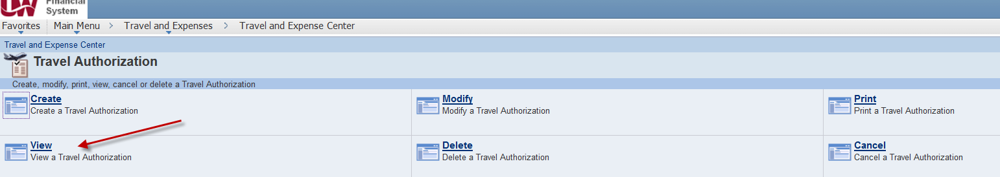 Financial
System
Favorites Main Menu > Travel and Expenses > Travel and Expense Center
Travel and Expense Center
Travel Authorization
Create, modify, print, view, cancel or delete a Travel Authorization
Create Modify Print
Create a Travel Authorization Modify a Travel Authorization Print a Travel Authorization
View Delete Cancel
View a Travel Authorization Delete a Travel Authorization Cancel a Travel Authorization